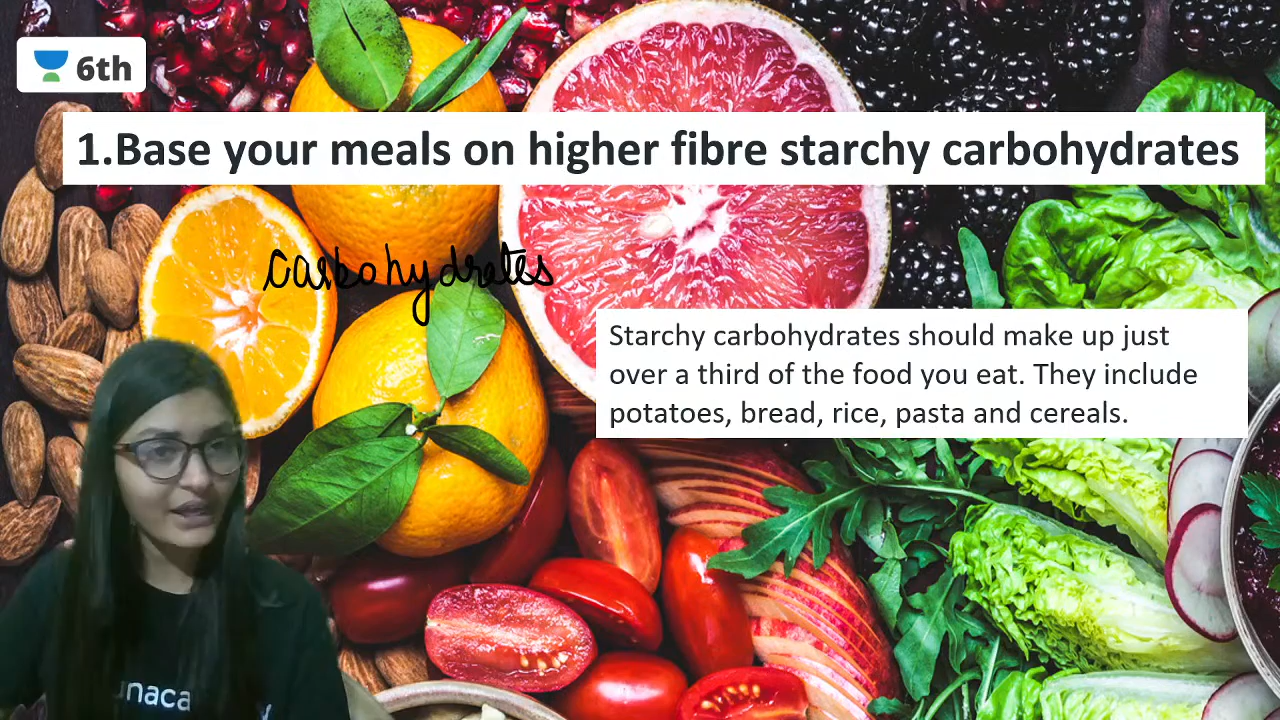 6th
1.Base your meals on higher fibre starchy carbohydrates
carbohydrates
Starchy carbohydrates should make up just
over a third of the food you eat. They include
potatoes, bread, rice, pasta and cereals.